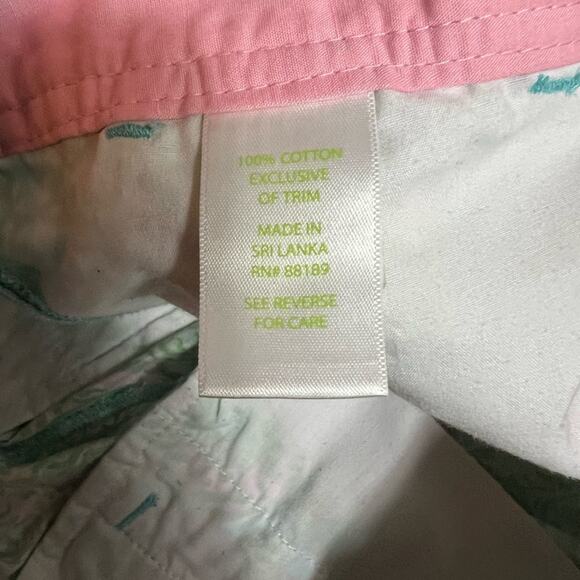 100% COTTON
EXCLUSIVE
OF TRIM
MADE IN
SRI LANKA
RN# 88189
SEE REVERSE
FOR CARE